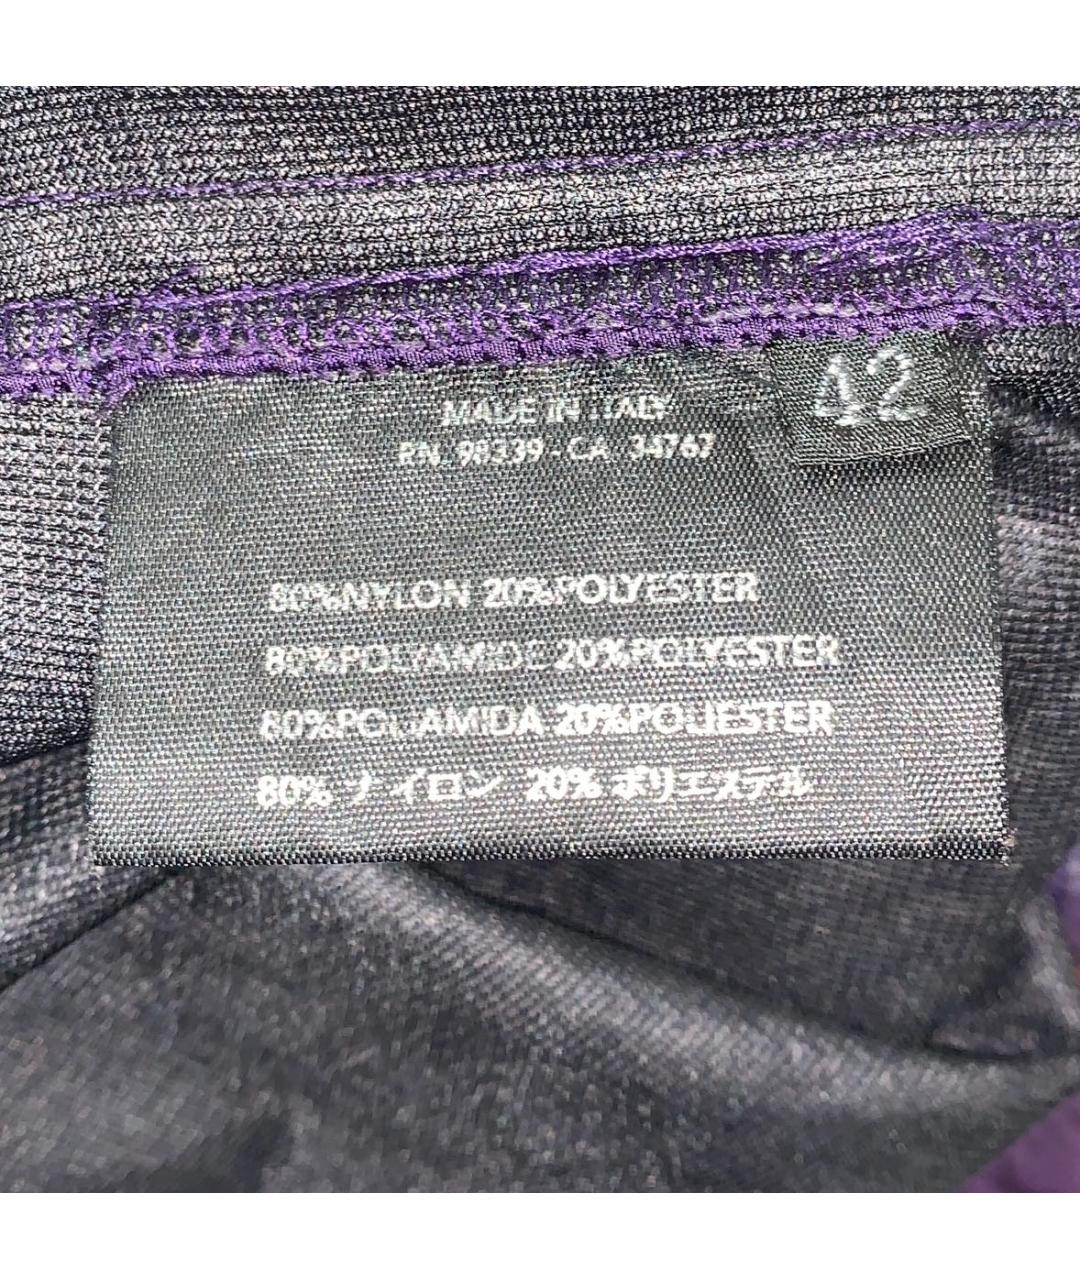 MADE IN ITALY
42
RN 98339 - CA 34767
80%NYLON 20%POLYESTER
80%POLYAMIDE 20%POLYESTER
80%POLIAMIDA 20%POLIESTER
80% ナイロン 20% ポリエステル